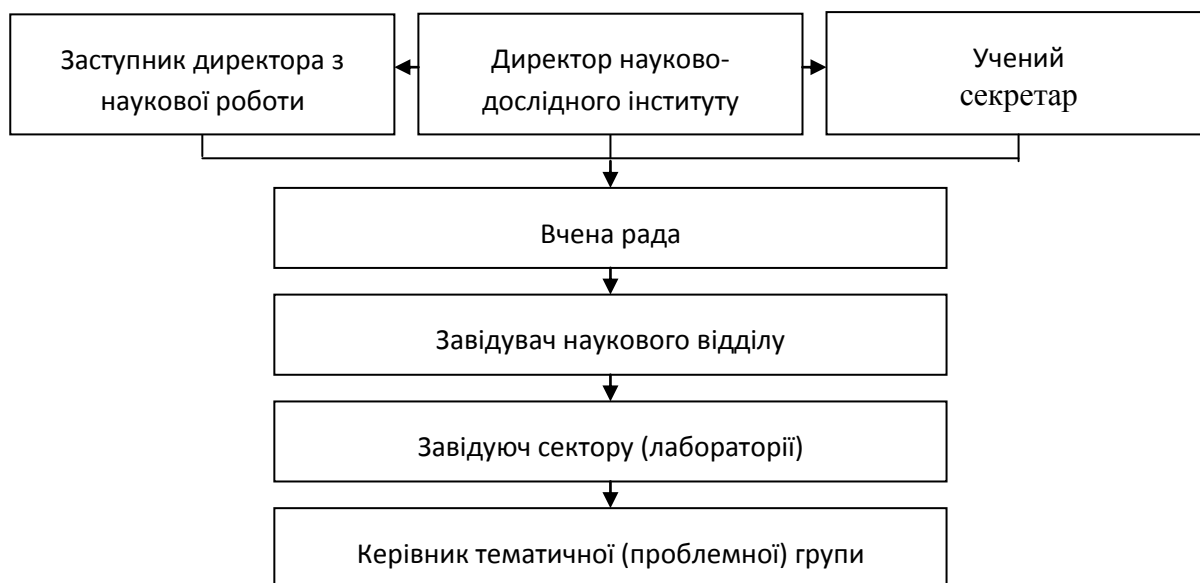 Заступник директора з
наукової роботи
Директор науково-
дослідного інституту
Учений
секретар
Вчена рада
Завідувач наукового відділу
Завідуюч сектору (лабораторії)
Керівник тематичної (проблемної) групи